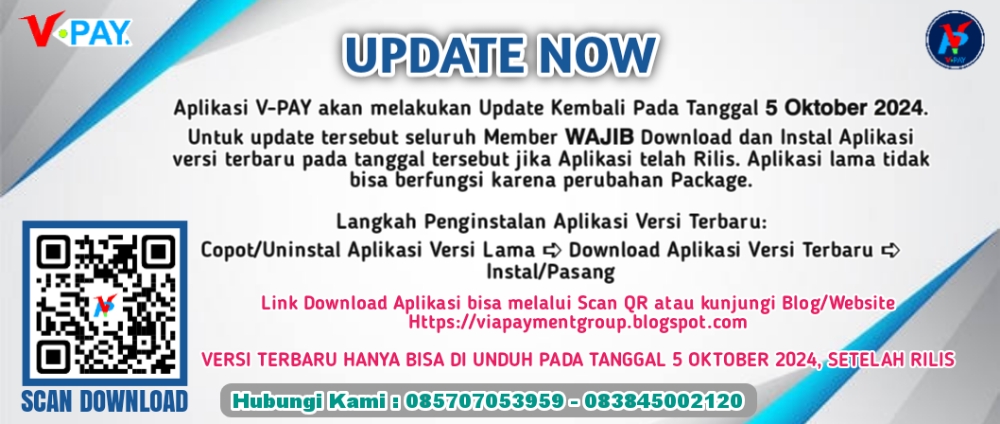 V-PAY.
UPDATE NOW
V-PAY
Aplikasi V-PAY akan melakukan Update Kembali Pada Tanggal 5 Oktober 2024.
Untuk update tersebut seluruh Member WAJIB Download dan Instal Aplikasi
versi terbaru pada tanggal tersebut jika Aplikasi telah Rilis. Aplikasi lama tidak
bisa berfungsi karena perubahan Package.
Langkah Penginstalan Aplikasi Versi Terbaru:
Copot/Uninstal Aplikasi Versi Lama ➩ Download Aplikasi Versi Terbaru ➩
Instal/Pasang
Link Download Aplikasi bisa melalui Scan QR atau kunjungi Blog/Website
Https://viapaymentgroup.blogspot.com
VERSI TERBARU HANYA BISA DI UNDUH PADA TANGGAL 5 OKTOBER 2024, SETELAH RILIS
SCAN DOWNLOAD
Hubungi Kami : 085707053959 - 083845002120